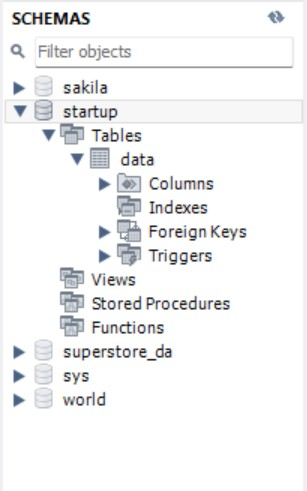 SCHEMAS
Filter objects
sakila
startup
Tables
data
Columns
Indexes
Foreign Keys
Triggers
Views
Stored Procedures
Functions
superstore_da
sys
world